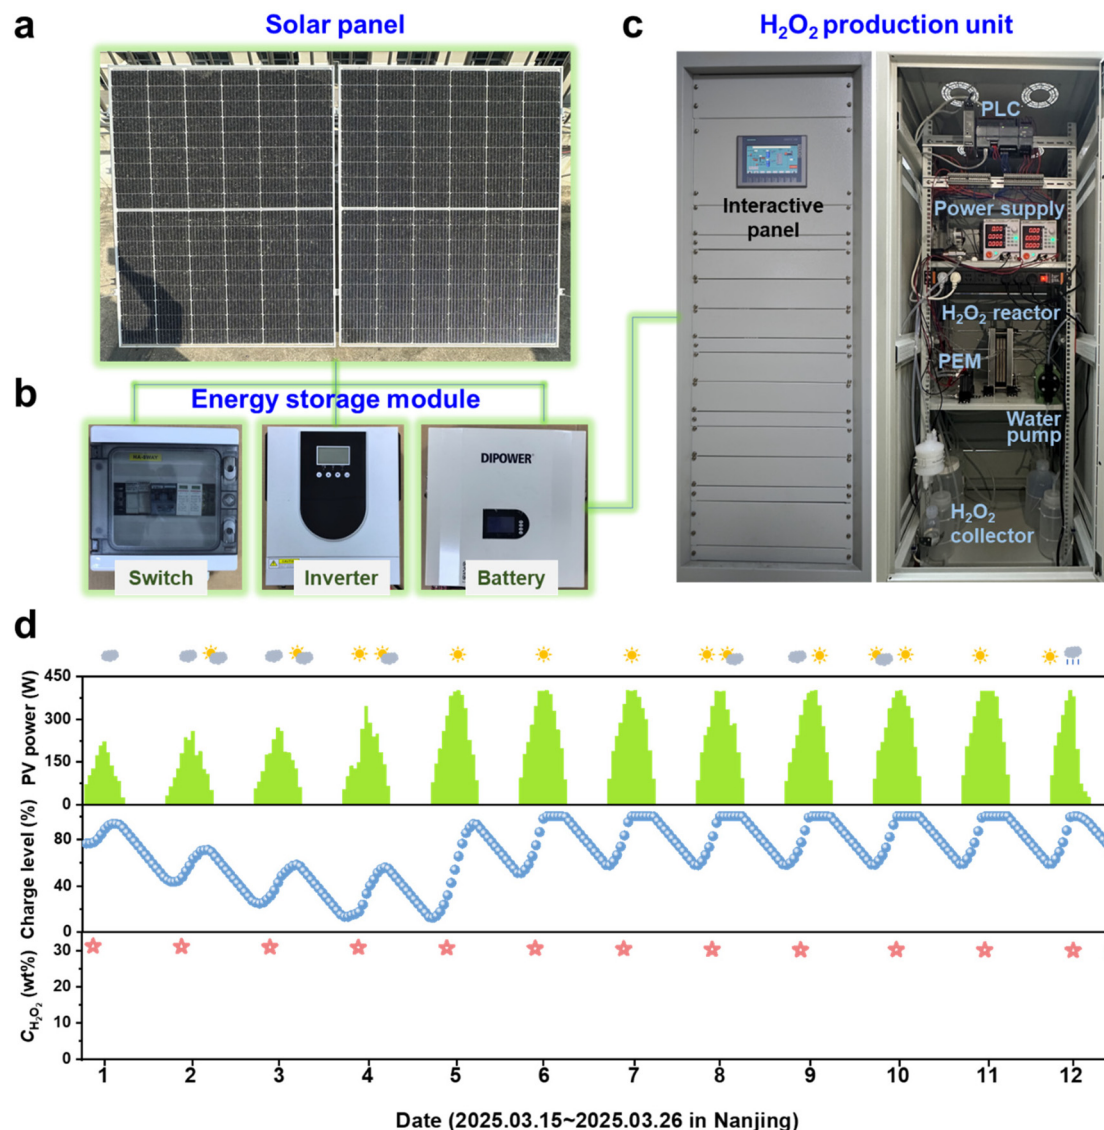 a
Solar panel
c
H₂O₂ production unit
PLC
Interactive
panel
Power supply
H₂O₂ reactor
PEM
Water
pump
H₂O₂
collector
b
Energy storage module
DIPOWER
Switch
Inverter
Battery
d
PV power (W)
450
300
150
0
Charge level (%)
80
40
0
C_H₂O₂ (wt%)
30
20
10
0
1 2 3 4 5 6 7 8 9 10 11 12
Date (2025.03.15~2025.03.26 in Nanjing)